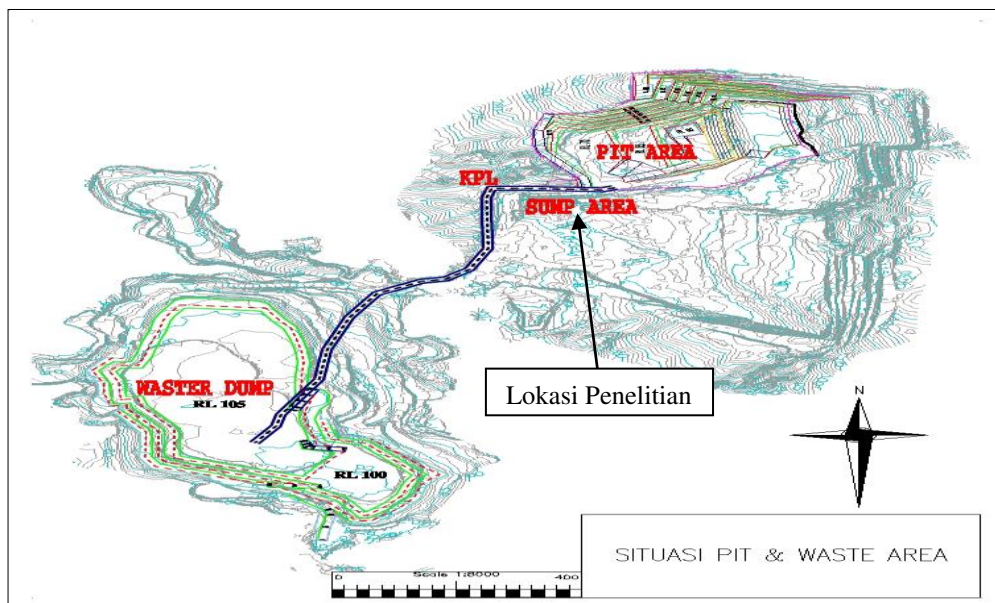 PIT AREA
KPL
SUMP AREA
WASTER DUMP
RL 105
Lokasi Penelitian
RL 100
N
SITUASI PIT & WASTE AREA
Scale 1:8000
0 400